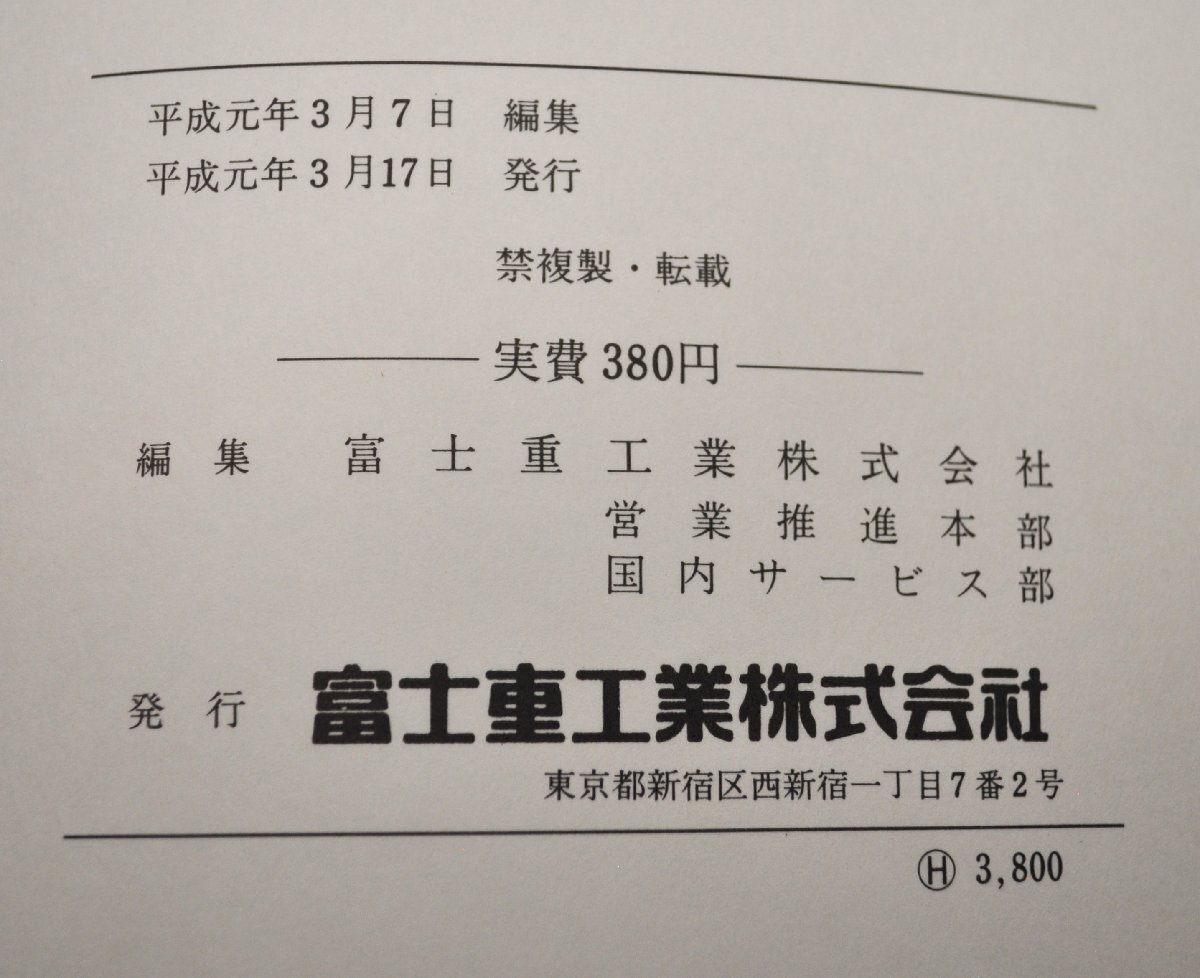 平成元年3月7日 編集
平成元年3月17日 発行
禁複製・転載
実費380円
編集 富士重工業株式会社
営業推進本部
国内サービス部
発行 富士重工業株式会社
東京都新宿区西新宿一丁目7番2号
Ⓗ 3,800